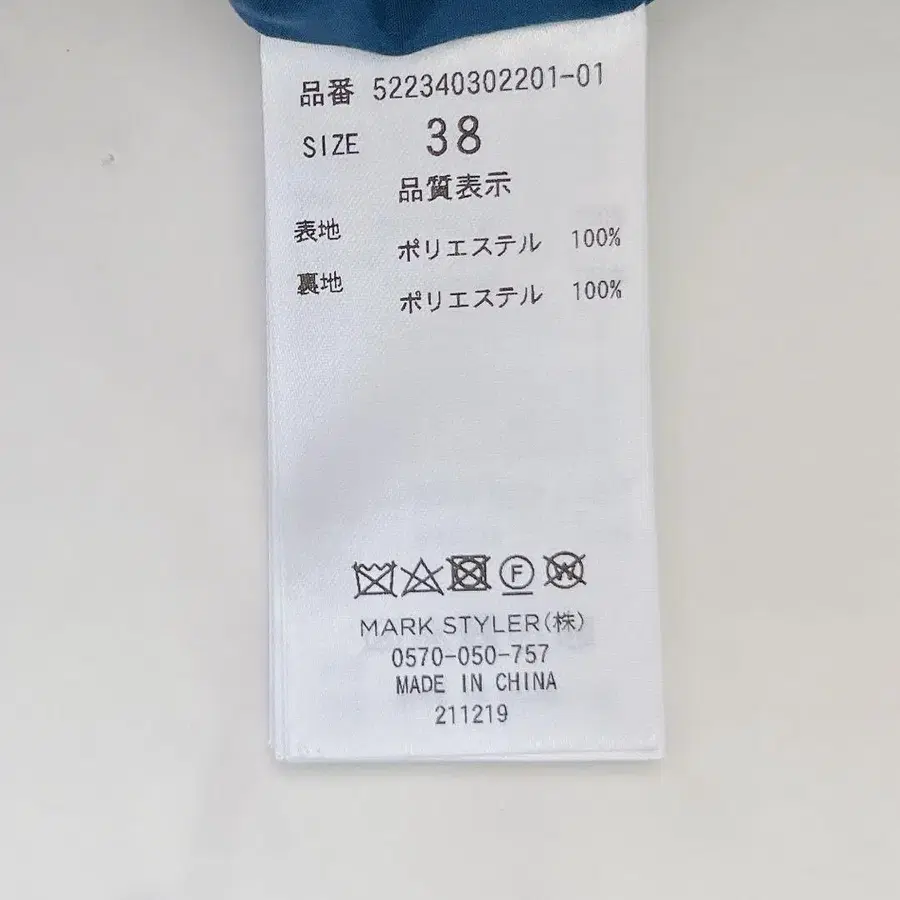 品番 522340302201-01
SIZE 38
品質表示
表地 ポリエステル 100%
裏地 ポリエステル 100%
F W
MARK STYLER(株)
0570-050-757
MADE IN CHINA
211219